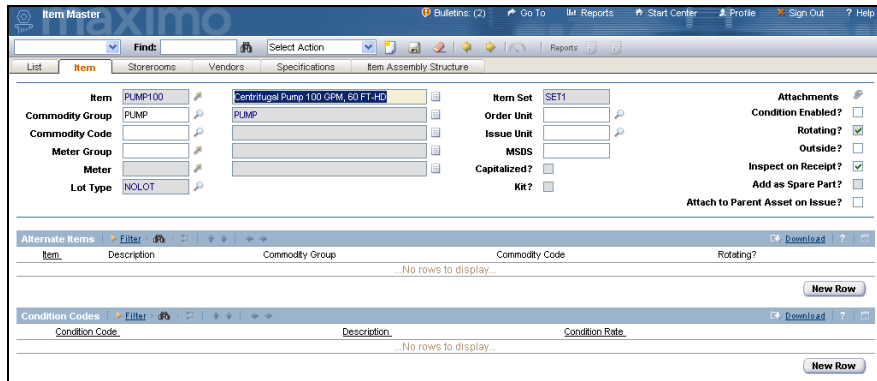 maximo
Item Master Bulletins: (2) Go To Reports Start Center Profile Sign Out ? Help
Find: Select Action Reports
List Item Storerooms Vendors Specifications Item Assembly Structure
Item PUMP100 Centrifugal Pump 100 GPM, 60 FT-HD Item Set SET1 Attachments
Commodity Group PUMP PUMP Order Unit Condition Enabled?
Commodity Code Issue Unit Rotating?
Meter Group MSDS Outside?
Meter Capitalized? Inspect on Receipt?
Lot Type NOLOT Kit? Add as Spare Part?
Attach to Parent Asset on Issue?
Alternate Items Filter Download ?
Item Description Commodity Group Commodity Code Rotating?
...No rows to display...
New Row
Condition Codes Filter Download ?
Condition Code Description Condition Rate
...No rows to display...
New Row